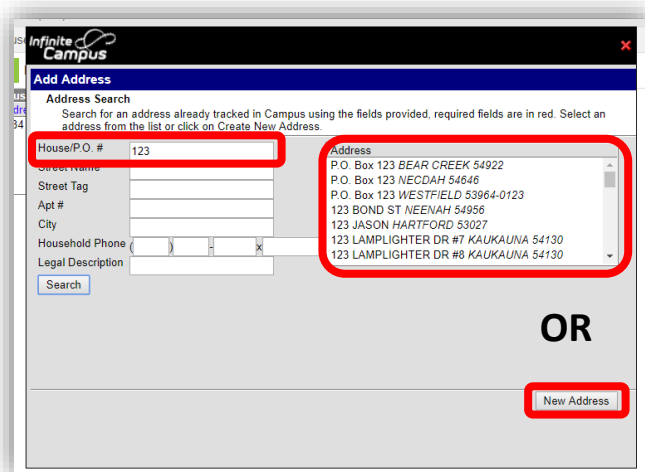 Infinite
Campus
x
Add Address
Address Search
Search for an address already tracked in Campus using the fields provided, required fields are in red. Select an
address from the list or click on Create New Address.
House/P.O. # 123
Street Name
Street Tag
Apt #
City
Household Phone ( ) - x
Legal Description
Search
Address
P.O. Box 123 BEAR CREEK 54922
P.O. Box 123 NECDAH 54646
P.O. Box 123 WESTFIELD 53964-0123
123 BOND ST NEENAH 54956
123 JASON HARTFORD 53027
123 LAMPLIGHTER DR #7 KAUKAUNA 54130
123 LAMPLIGHTER DR #8 KAUKAUNA 54130
OR
New Address